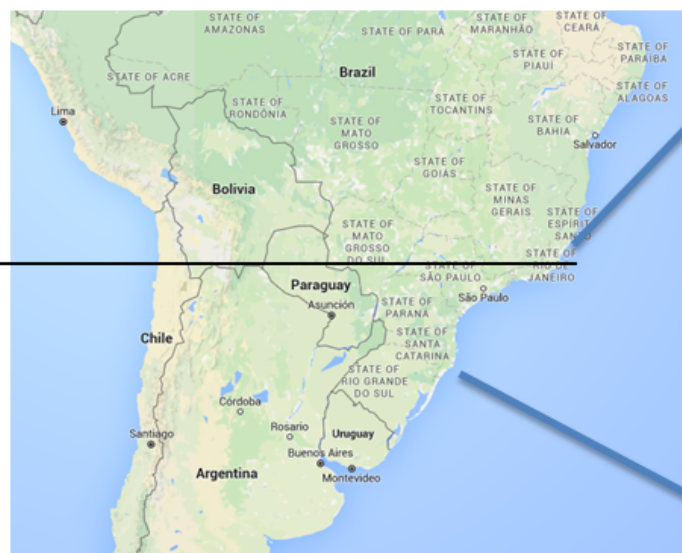 STATE OF
AMAZONAS
STATE OF PARÁ
STATE OF
MARANHÃO
STATE OF
CEARÁ
STATE OF
PARAÍBA
STATE OF
PIAUÍ
Brazil
STATE OF ACRE
STATE OF
ALAGOAS
STATE OF
RONDÔNIA
STATE OF
TOCANTINS
Lima
STATE OF
MATO
GROSSO
STATE OF
BAHIA
Salvador
STATE OF
GOIÁS
Bolivia
STATE OF
MINAS
GERAIS
STATE OF
ESPÍRITO
SANTO
STATE OF
MATO
GROSSO
DO SUL
STATE OF
RIO DE
JANEIRO
STATE OF
SÃO PAULO
São Paulo
Paraguay
Asunción
STATE OF
PARANÁ
Chile
STATE OF
SANTA
CATARINA
STATE OF
RIO GRANDE
DO SUL
Córdoba
Rosario
Santiago
Uruguay
Buenos Aires
Argentina
Montevideo